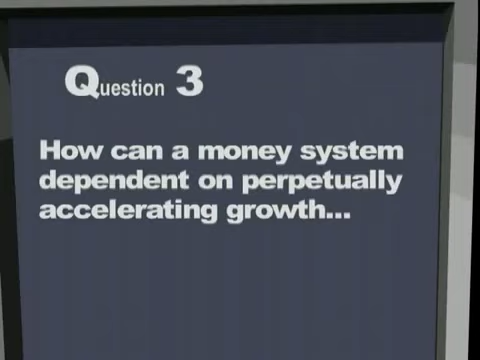 Question 3
How can a money system
dependent on perpetually
accelerating growth...